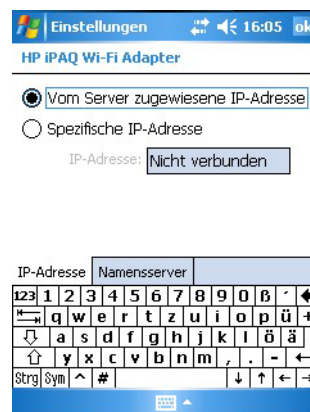 Einstellungen 16:05 ok
HP iPAQ Wi-Fi Adapter
Vom Server zugewiesene IP-Adresse
Spezifische IP-Adresse
IP-Adresse: Nicht verbunden
IP-Adresse Namensserver
123 1 2 3 4 5 6 7 8 9 0 ß ´
q w e r t z u i o p ü +
a s d f g h j k l ö ä
y x c v b n m , . -
Strg Sym ^ #